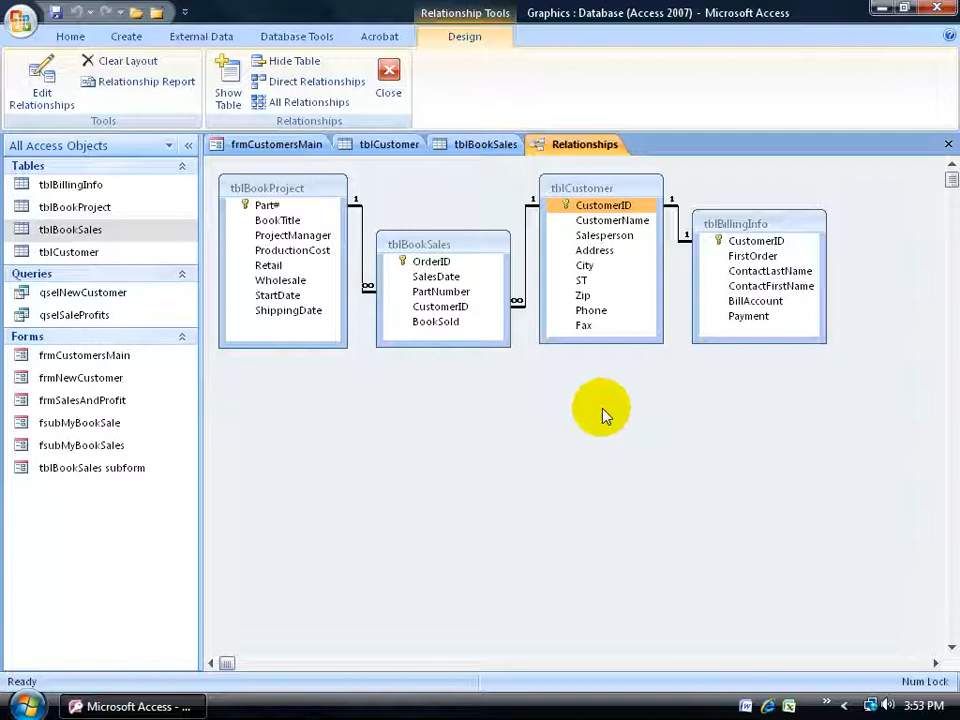 Relationship Tools
Graphics : Database (Access 2007) - Microsoft Access
Home
Create
External Data
Database Tools
Acrobat
Design
Edit
Relationships
Clear Layout
Relationship Report
Tools
Show
Table
Hide Table
Direct Relationships
All Relationships
Close
Relationships
All Access Objects
«
frmCustomersMain
tblCustomer
tblBookSales
Relationships
Tables
tblBillingInfo
tblBookProject
tblBookSales
tblCustomer
Queries
qselNewCustomer
qselSaleProfits
Forms
frmCustomersMain
frmNewCustomer
frmSalesAndProfit
fsubMyBookSale
fsubMyBookSales
tblBookSales subform
tblBookProject
Part#
BookTitle
ProjectManager
ProductionCost
Retail
Wholesale
StartDate
ShippingDate
1
∞
tblBookSales
OrderID
SalesDate
PartNumber
CustomerID
BookSold
∞
1
tblCustomer
CustomerID
CustomerName
Salesperson
Address
City
ST
Zip
Phone
Fax
1
1
tblBillingInfo
CustomerID
FirstOrder
ContactLastName
ContactFirstName
BillAccount
Payment
Ready
Num Lock
Microsoft Access - ...
3:53 PM